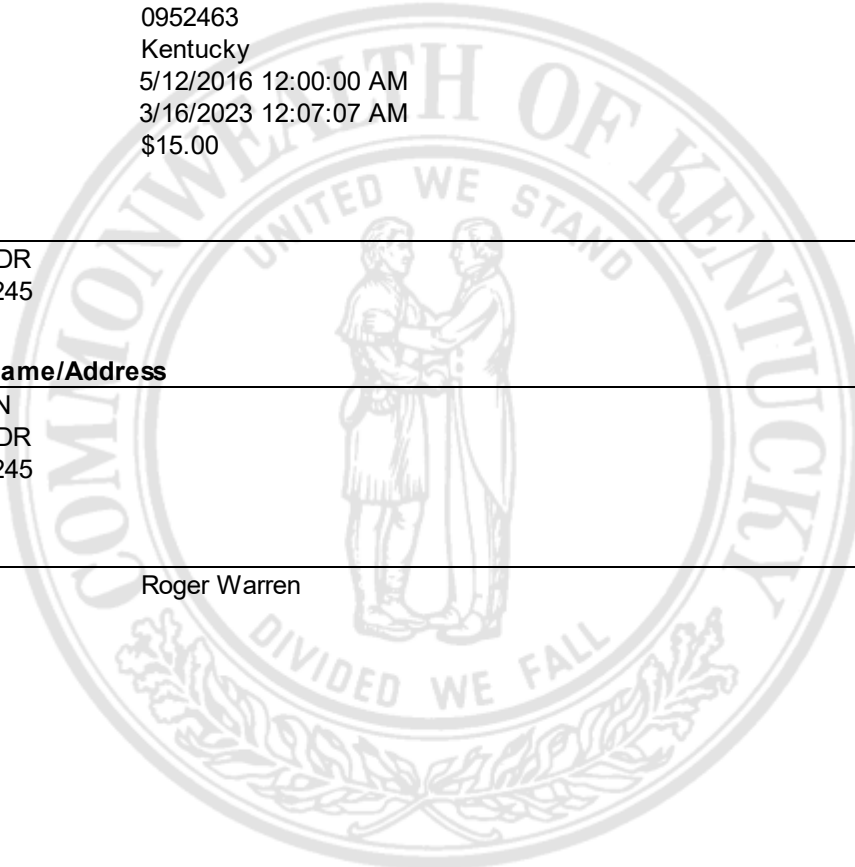 0952463
Kentucky
5/12/2016 12:00:00 AM
3/16/2023 12:07:07 AM
$15.00
DR
245
ame/Address
N
DR
245
Roger Warren
COMMONWEALTH OF KENTUCKY
UNITED WE STAND
DIVIDED WE FALL